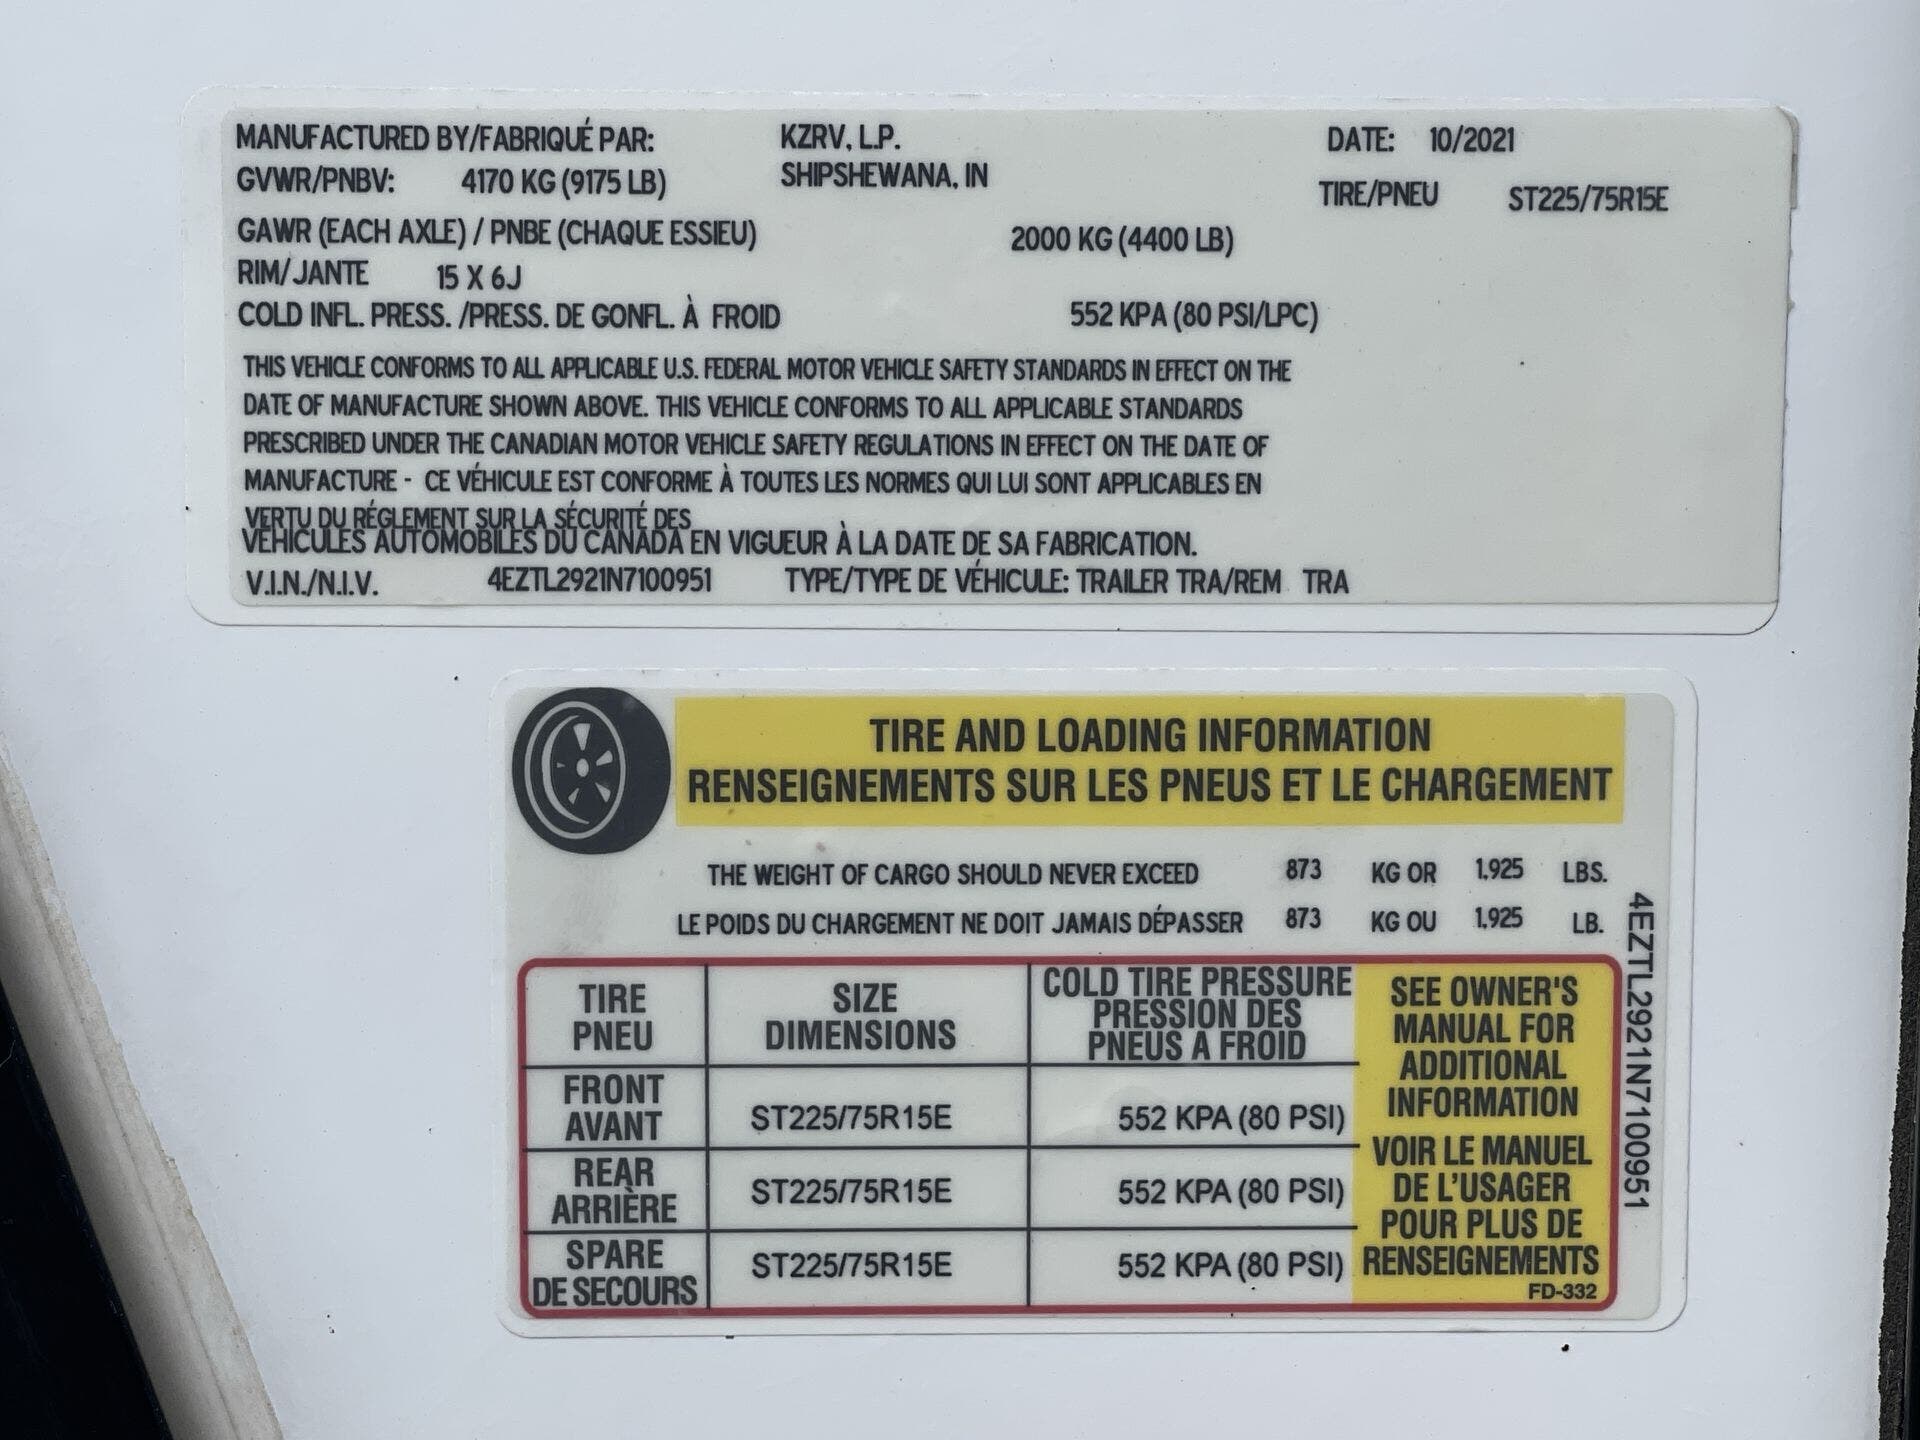 MANUFACTURED BY/FABRIQUÉ PAR: KZRV, L.P. DATE: 10/2021
GVWR/PNBV: 4170 KG (9175 LB) SHIPSHEWANA, IN TIRE/PNEU ST225/75R15E
GAWR (EACH AXLE) / PNBE (CHAQUE ESSIEU) 2000 KG (4400 LB)
RIM/JANTE 15 X 6J
COLD INFL. PRESS. /PRESS. DE GONFL. À FROID 552 KPA (80 PSI/LPC)
THIS VEHICLE CONFORMS TO ALL APPLICABLE U.S. FEDERAL MOTOR VEHICLE SAFETY STANDARDS IN EFFECT ON THE
DATE OF MANUFACTURE SHOWN ABOVE. THIS VEHICLE CONFORMS TO ALL APPLICABLE STANDARDS
PRESCRIBED UNDER THE CANADIAN MOTOR VEHICLE SAFETY REGULATIONS IN EFFECT ON THE DATE OF
MANUFACTURE - CE VÉHICULE EST CONFORME À TOUTES LES NORMES QUI LUI SONT APPLICABLES EN
VERTU DU RÉGLEMENT SUR LA SÉCURITÉ DES
VÉHICULES AUTOMOBILES DU CANADA EN VIGUEUR À LA DATE DE SA FABRICATION.
V.I.N./N.I.V. 4EZTL2921N7100951 TYPE/TYPE DE VÉHICULE: TRAILER TRA/REM TRA
TIRE AND LOADING INFORMATION
RENSEIGNEMENTS SUR LES PNEUS ET LE CHARGEMENT
THE WEIGHT OF CARGO SHOULD NEVER EXCEED 873 KG OR 1,925 LBS.
LE POIDS DU CHARGEMENT NE DOIT JAMAIS DÉPASSER 873 KG OU 1,925 LB.
TIRE
PNEU
SIZE
DIMENSIONS
COLD TIRE PRESSURE
PRESSION DES
PNEUS A FROID
FRONT
AVANT
ST225/75R15E 552 KPA (80 PSI)
REAR
ARRIÈRE
ST225/75R15E 552 KPA (80 PSI)
SPARE
DE SECOURS
ST225/75R15E 552 KPA (80 PSI)
SEE OWNER'S
MANUAL FOR
ADDITIONAL
INFORMATION
VOIR LE MANUEL
DE L'USAGER
POUR PLUS DE
RENSEIGNEMENTS
FD-332
4EZTL2921N7100951